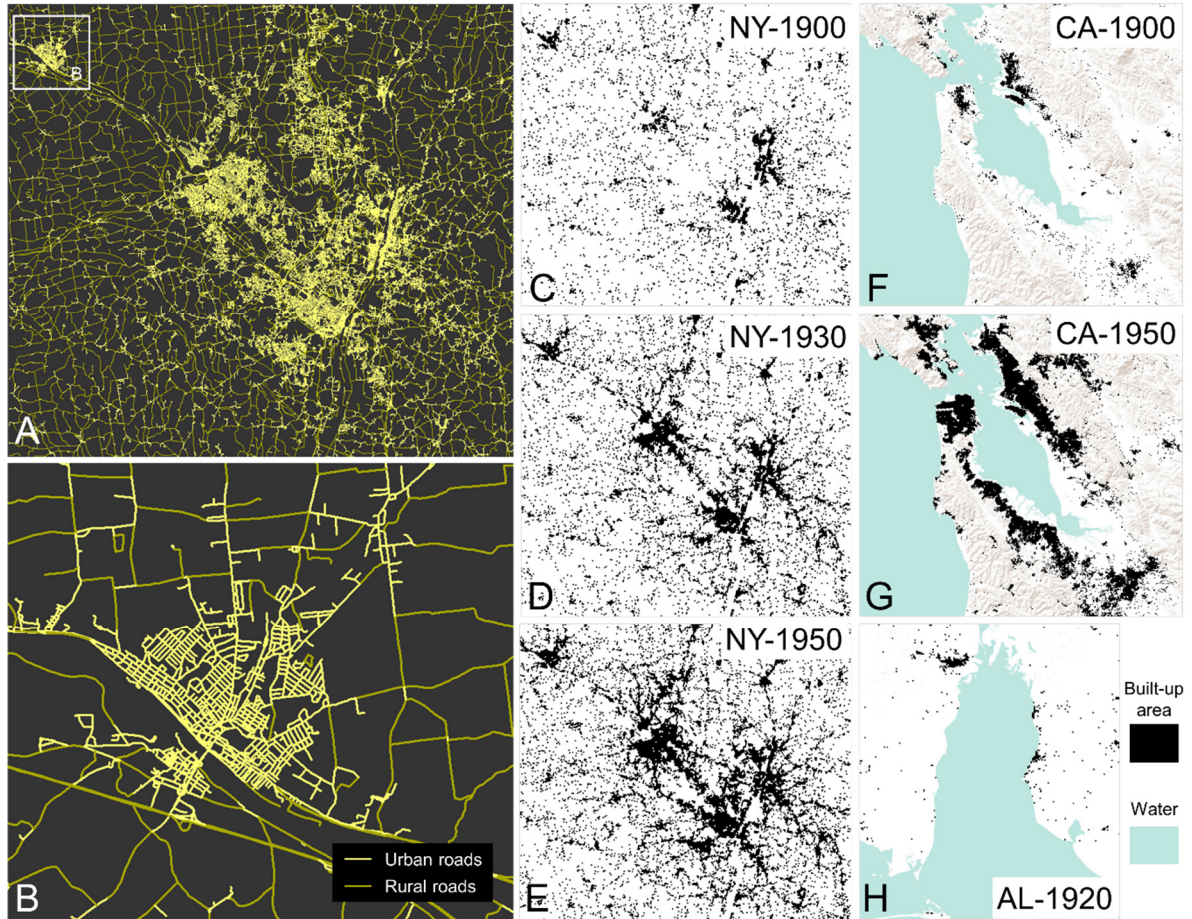 B
A
Urban roads
Rural roads
B
NY-1900
C
NY-1930
D
NY-1950
E
CA-1900
F
CA-1950
G
H
AL-1920
Built-up
area
Water